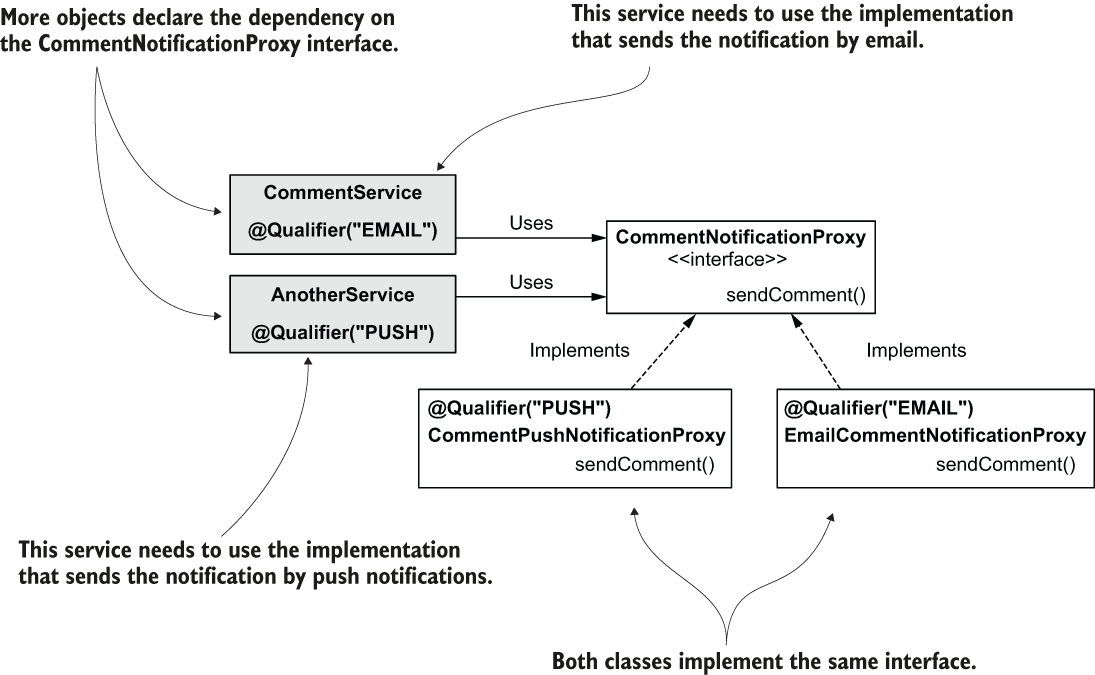 More objects declare the dependency on
the CommentNotificationProxy interface.
This service needs to use the implementation
that sends the notification by email.
CommentService
@Qualifier("EMAIL")
Uses
CommentNotificationProxy
<<interface>>
sendComment()
AnotherService
@Qualifier("PUSH")
Uses
Implements
Implements
@Qualifier("PUSH")
CommentPushNotificationProxy
sendComment()
@Qualifier("EMAIL")
EmailCommentNotificationProxy
sendComment()
This service needs to use the implementation
that sends the notification by push notifications.
Both classes implement the same interface.